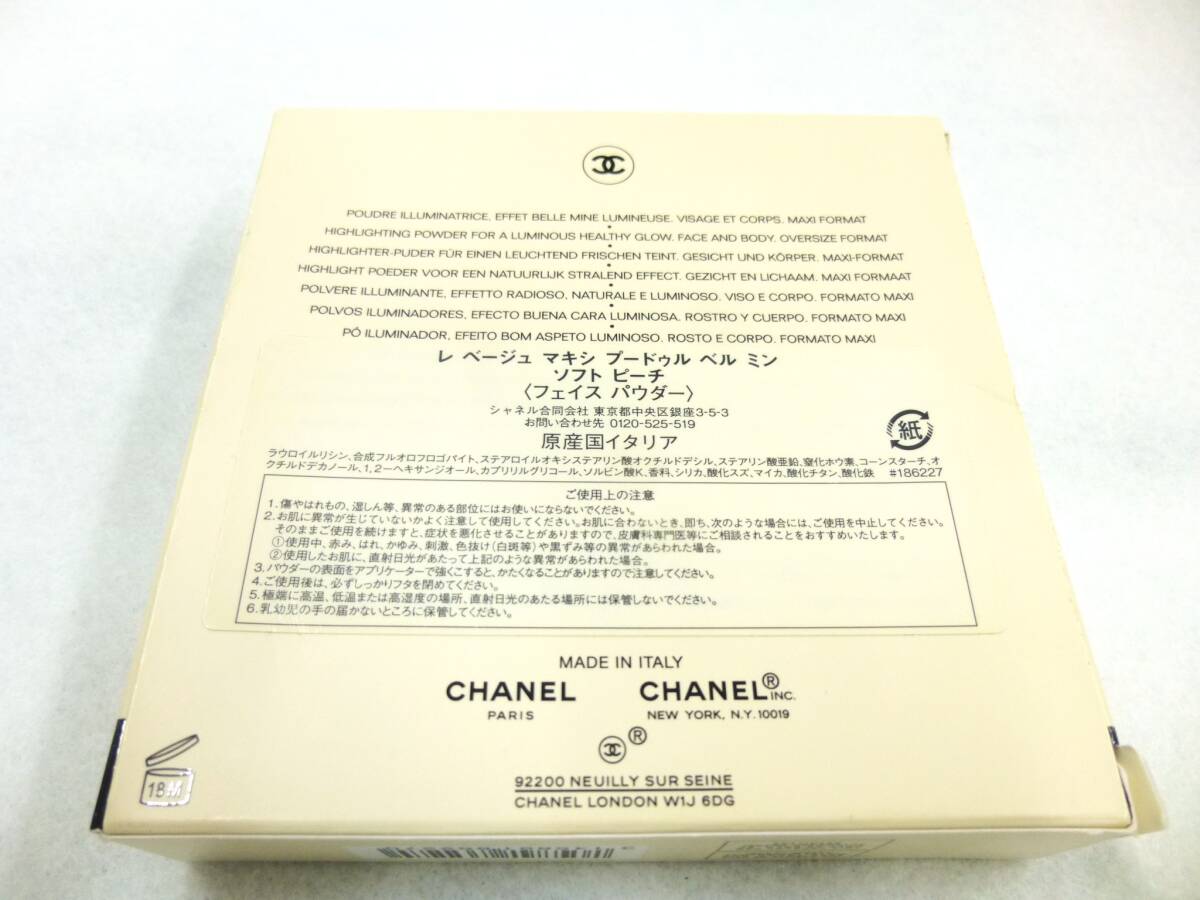 POUDRE ILLUMINATRICE, EFFET BELLE MINE LUMINEUSE. VISAGE ET CORPS. MAXI FORMAT
•
HIGHLIGHTING POWDER FOR A LUMINOUS HEALTHY GLOW. FACE AND BODY. OVERSIZE FORMAT
•
HIGHLIGHTER-PUDER FÜR EINEN LEUCHTEND FRISCHEN TEINT. GESICHT UND KÖRPER. MAXI-FORMAT
•
HIGHLIGHT POEDER VOOR EEN NATUURLIJK STRALEND EFFECT. GEZICHT EN LICHAAM. MAXI FORMAAT
•
POLVERE ILLUMINANTE, EFFETTO RADIOSO, NATURALE E LUMINOSO. VISO E CORPO. FORMATO MAXI
•
POLVOS ILUMINADORES, EFECTO BUENA CARA LUMINOSA. ROSTRO Y CUERPO. FORMATO MAXI
•
PÓ ILUMINADOR, EFEITO BOM ASPETO LUMINOSO. ROSTO E CORPO. FORMATO MAXI
レ ベージュ マキシ プードゥル ベル ミン
ソフト ピーチ
〈フェイス パウダー〉
シャネル合同会社 東京都中央区銀座3-5-3
お問い合わせ先 0120-525-519
原産国イタリア
紙
ラウロイルリシン、合成フルオロフロゴパイト、ステアロイルオキシステアリン酸オクチルドデシル、ステアリン酸亜鉛、窒化ホウ素、コーンスターチ、オ
クチルドデカノール、1,2-ヘキサンジオール、カプリリルグリコール、ソルビン酸K、香料、シリカ、酸化スズ、マイカ、酸化チタン、酸化鉄 #186227
ご使用上の注意
1.傷やはれもの、湿しん等、異常のある部位にはお使いにならないでください。
2.お肌に異常が生じていないかよく注意して使用してください。お肌に合わないとき、即ち、次のような場合には、ご使用を中止してください。
そのままご使用を続けますと、症状を悪化させることがありますので、皮膚科専門医等にご相談されることをおすすめいたします。
①使用中、赤み、はれ、かゆみ、刺激、色抜け(白斑等)や黒ずみ等の異常があらわれた場合。
②使用したお肌に、直射日光があたって上記のような異常があらわれた場合。
3.パウダーの表面をアプリケーターで強くこすると、かたくなることがありますので注意してください。
4.ご使用後は、必ずしっかりフタを閉めてください。
5.極端に高温、低温または高湿度の場所、直射日光のあたる場所には保管しないでください。
6.乳幼児の手の届かないところに保管してください。
MADE IN ITALY
CHANEL CHANEL® INC.
PARIS NEW YORK, N.Y. 10019
®
92200 NEUILLY SUR SEINE
CHANEL LONDON W1J 6DG
18M